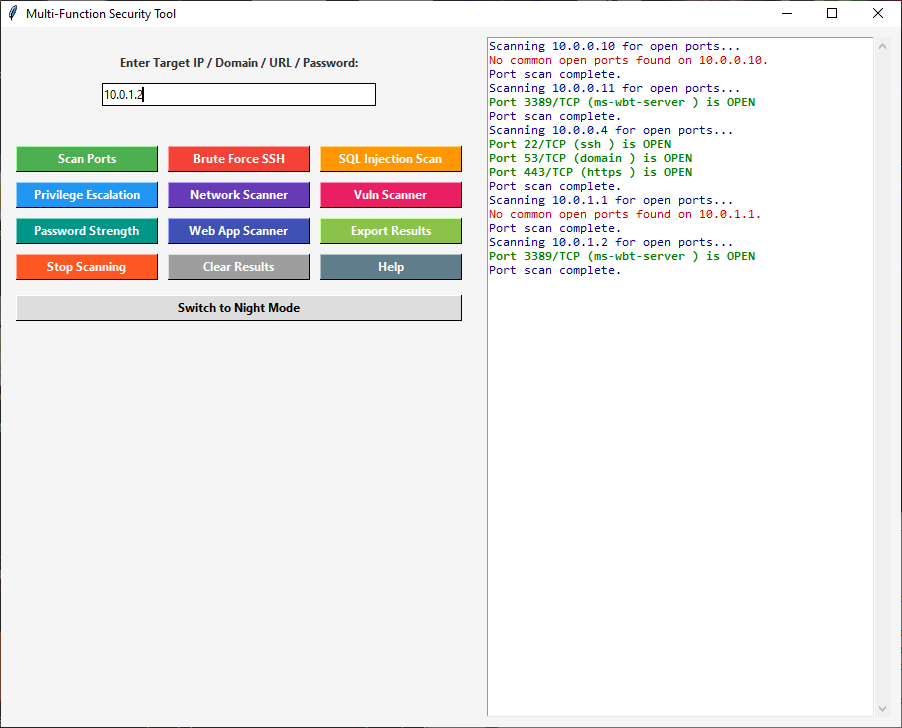 Multi-Function Security Tool
Enter Target IP / Domain / URL / Password:
10.0.1.2
Scan Ports
Brute Force SSH
SQL Injection Scan
Privilege Escalation
Network Scanner
Vuln Scanner
Password Strength
Web App Scanner
Export Results
Stop Scanning
Clear Results
Help
Switch to Night Mode
Scanning 10.0.0.10 for open ports...
No common open ports found on 10.0.0.10.
Port scan complete.
Scanning 10.0.0.11 for open ports...
Port 3389/TCP (ms-wbt-server ) is OPEN
Port scan complete.
Scanning 10.0.0.4 for open ports...
Port 22/TCP (ssh ) is OPEN
Port 53/TCP (domain ) is OPEN
Port 443/TCP (https ) is OPEN
Port scan complete.
Scanning 10.0.1.1 for open ports...
No common open ports found on 10.0.1.1.
Port scan complete.
Scanning 10.0.1.2 for open ports...
Port 3389/TCP (ms-wbt-server ) is OPEN
Port scan complete.